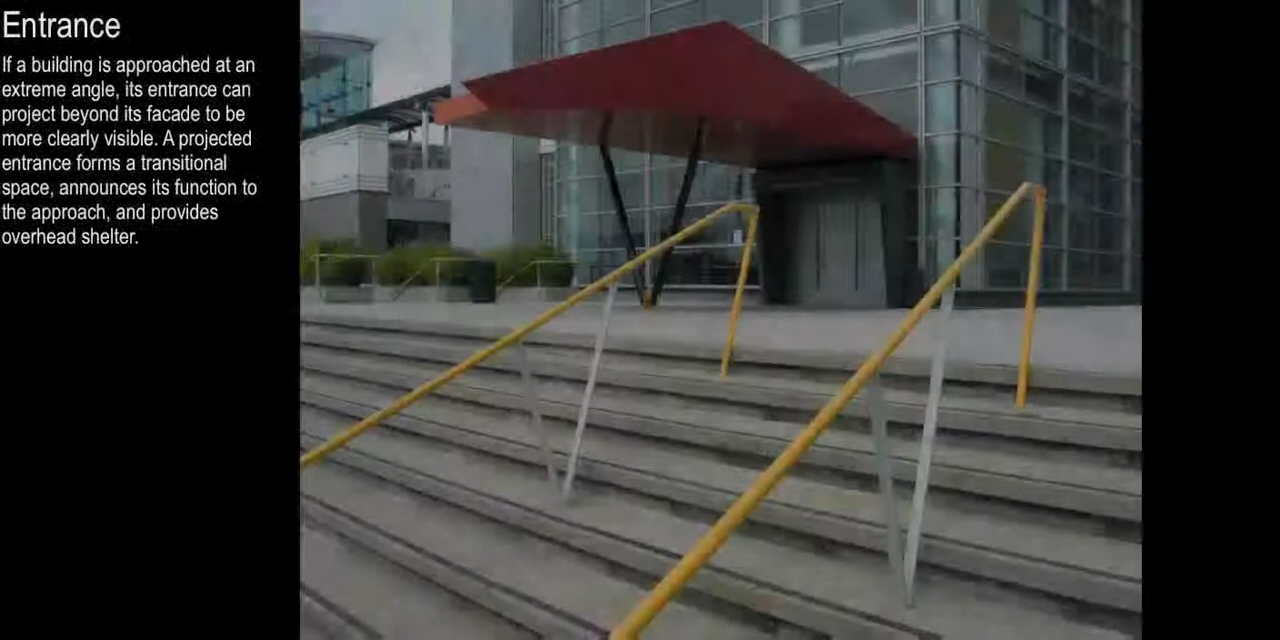 Entrance
If a building is approached at an
extreme angle, its entrance can
project beyond its facade to be
more clearly visible. A projected
entrance forms a transitional
space, announces its function to
the approach, and provides
overhead shelter.